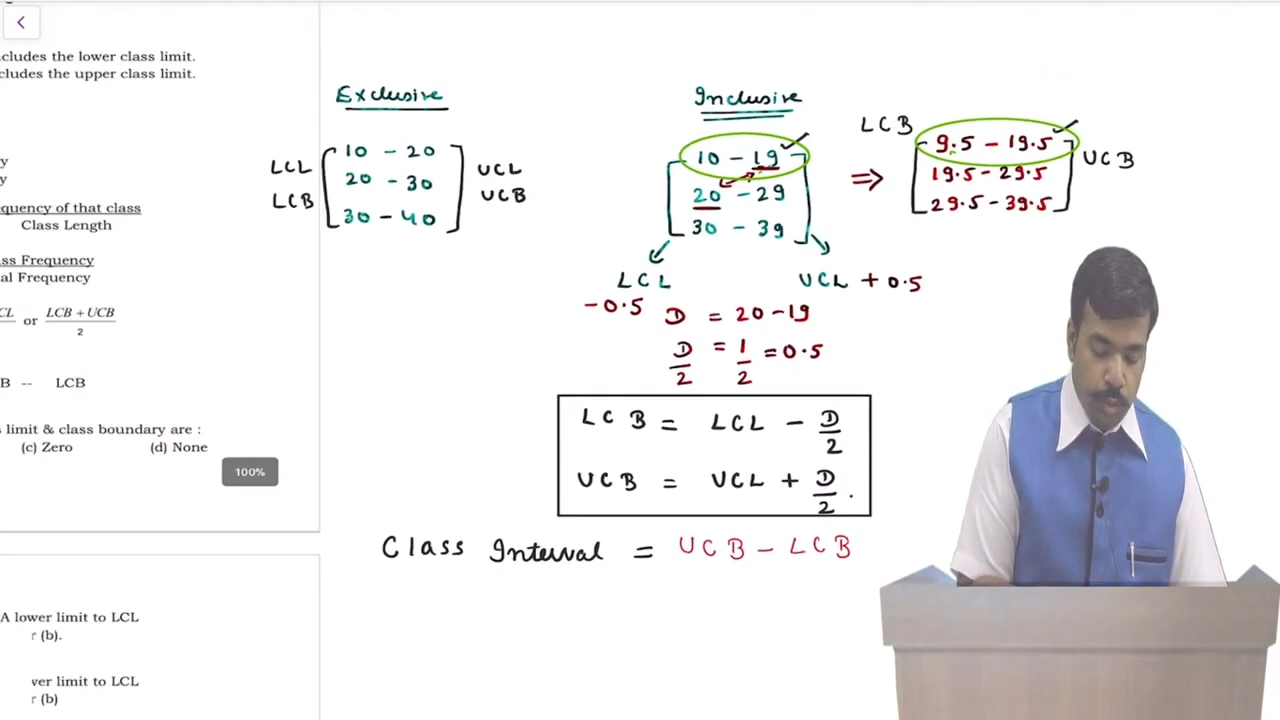 cludes the lower class limit.
cludes the upper class limit.
y
y
quency of that class
Class Length
ss Frequency
al Frequency
CL or LCB + UCB
2
B -- LCB
limit & class boundary are :
(c) Zero (d) None
100%
A lower limit to LCL
r (b).
ver limit to LCL
r (b)
Exclusive
LCL 10 - 20 UCL
20 - 30
LCB UCB
30 - 40
Inclusive
10 - 19
20 - 29
30 - 39
LCL UCL + 0.5
- 0.5
LCB 9.5 - 19.5 UCB
19.5 - 29.5
29.5 - 39.5
⇒
D = 20 - 19
D/2 = 1/2 = 0.5
LCB = LCL - D/2
UCB = UCL + D/2.
Class Interval = UCB - LCB